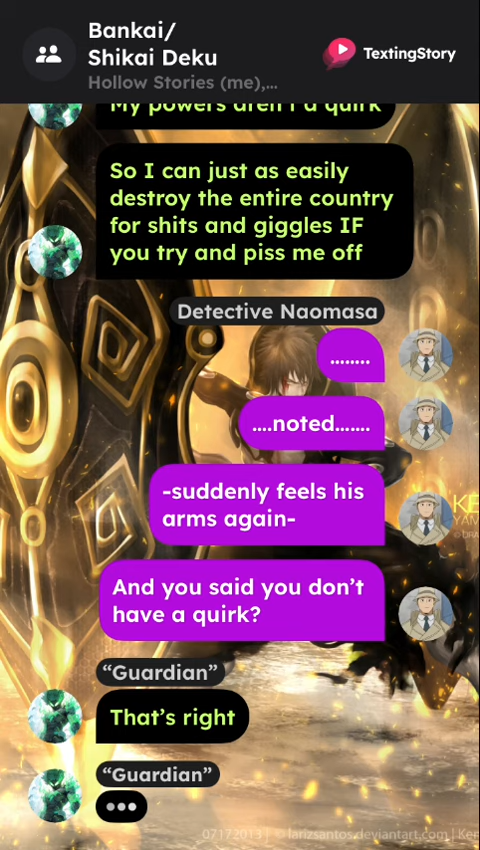 Bankai/
Shikai Deku
Hollow Stories (me),...
TextingStory
My powers aren't a quirk
So I can just as easily
destroy the entire country
for shits and giggles IF
you try and piss me off
Detective Naomasa
........
....noted.......
-suddenly feels his
arms again-
And you said you don’t
have a quirk?
“Guardian”
That’s right
“Guardian”
07172013 | © larizsantos.deviantart.com | Ken